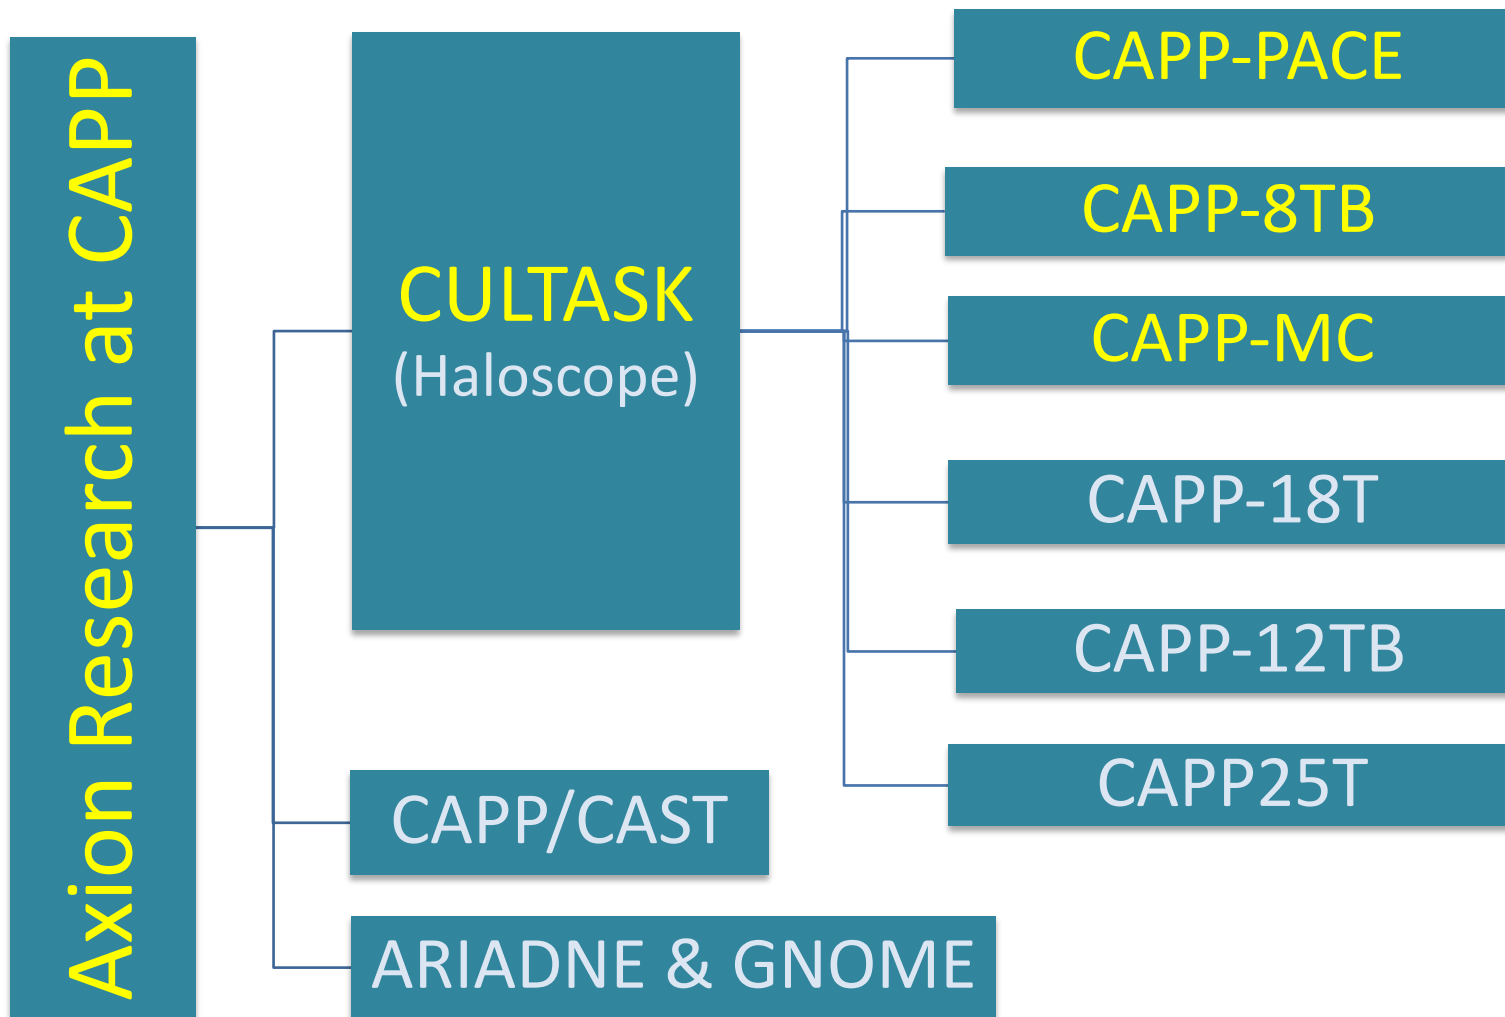 Axion Research at CAPP
CULTASK
(Haloscope)
CAPP/CAST
ARIADNE & GNOME
CAPP-PACE
CAPP-8TB
CAPP-MC
CAPP-18T
CAPP-12TB
CAPP25T